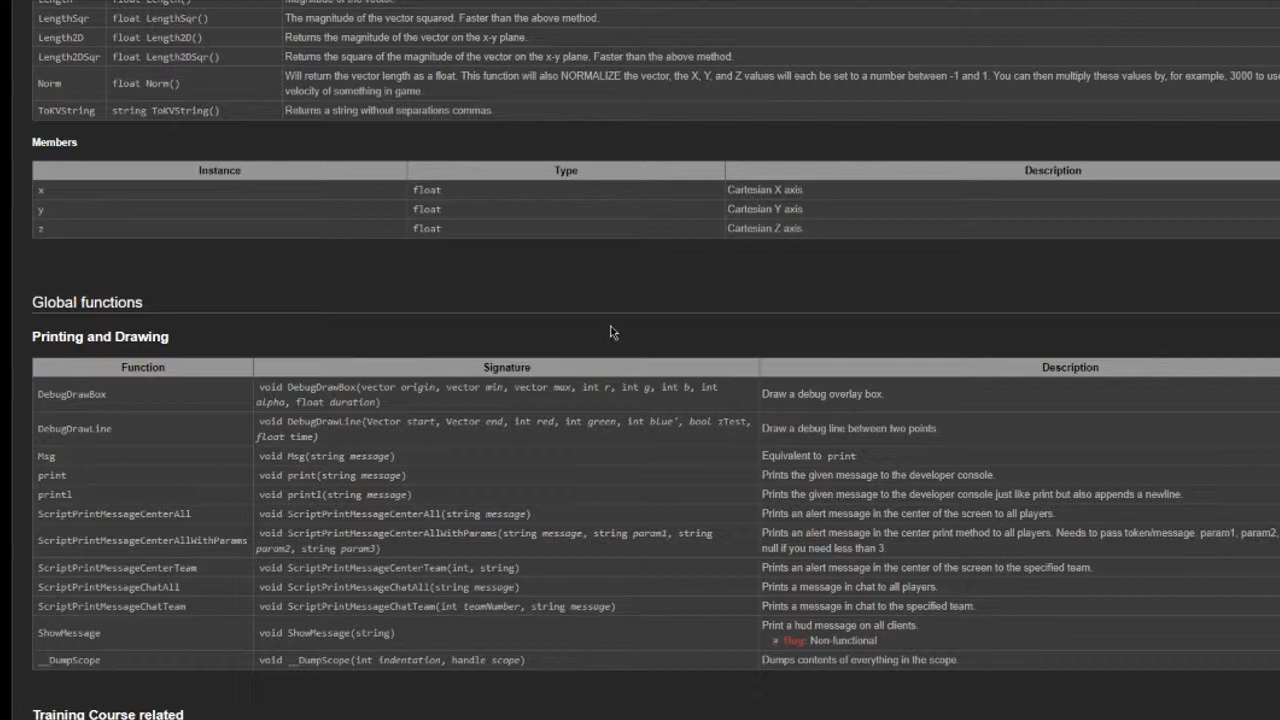 Length float Length() Magnitude of the vector.
LengthSqr float LengthSqr() The magnitude of the vector squared. Faster than the above method.
Length2D float Length2D() Returns the magnitude of the vector on the x-y plane.
Length2DSqr float Length2DSqr() Returns the square of the magnitude of the vector on the x-y plane. Faster than the above method.
Norm float Norm() Will return the vector length as a float. This function will also NORMALIZE the vector, the X, Y, and Z values will each be set to a number between -1 and 1. You can then multiply these values by, for example, 3000 to use
velocity of something in game.
ToKVString string ToKVString() Returns a string without separations commas.
Members
Instance Type Description
x float Cartesian X axis.
y float Cartesian Y axis.
z float Cartesian Z axis.
Global functions
Printing and Drawing
Function Signature Description
DebugDrawBox void DebugDrawBox(vector origin, vector min, vector max, int r, int g, int b, int
alpha, float duration) Draw a debug overlay box.
DebugDrawLine void DebugDrawLine(Vector start, Vector end, int red, int green, int blue', bool zTest,
float time) Draw a debug line between two points
Msg void Msg(string message) Equivalent to print
print void print(string message) Prints the given message to the developer console.
printl void printl(string message) Prints the given message to the developer console just like print but also appends a newline.
ScriptPrintMessageCenterAll void ScriptPrintMessageCenterAll(string message) Prints an alert message in the center of the screen to all players.
ScriptPrintMessageCenterAllWithParams void ScriptPrintMessageCenterAllWithParams(string message, string param1, string
param2, string param3) Prints an alert message in the center print method to all players. Needs to pass token/message. param1, param2,
null if you need less than 3.
ScriptPrintMessageCenterTeam void ScriptPrintMessageCenterTeam(int, string) Prints an alert message in the center of the screen to the specified team.
ScriptPrintMessageChatAll void ScriptPrintMessageChatAll(string message) Prints a message in chat to all players.
ScriptPrintMessageChatTeam void ScriptPrintMessageChatTeam(int teamNumber, string message) Prints a message in chat to the specified team.
ShowMessage void ShowMessage(string) Print a hud message on all clients.
» Bug: Non-functional
__DumpScope void __DumpScope(int indentation, handle scope) Dumps contents of everything in the scope.
Training Course related